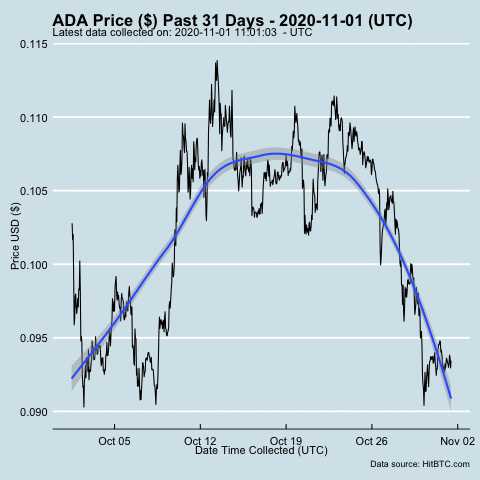 ADA Price ($) Past 31 Days - 2020-11-01 (UTC)
Latest data collected on: 2020-11-01 11:01:03 - UTC
0.115
0.110
0.105
0.100
0.095
0.090
Price USD ($)
Oct 05 Oct 12 Oct 19 Oct 26 Nov 02
Date Time Collected (UTC)
Data source: HitBTC.com